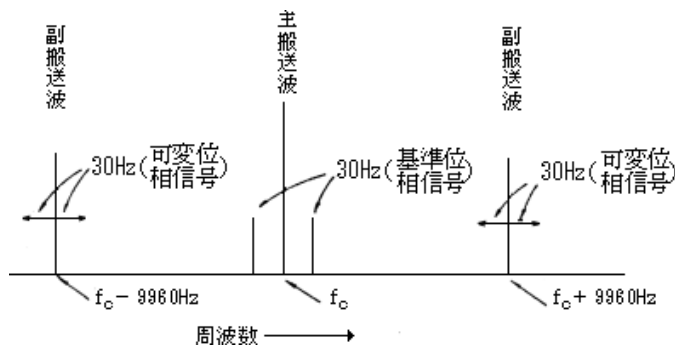 副搬送波
主搬送波
副搬送波
30Hz(可変位相信号)
30Hz(基準位相信号)
30Hz(可変位相信号)
fc－9960Hz
fc
fc＋9960Hz
周波数